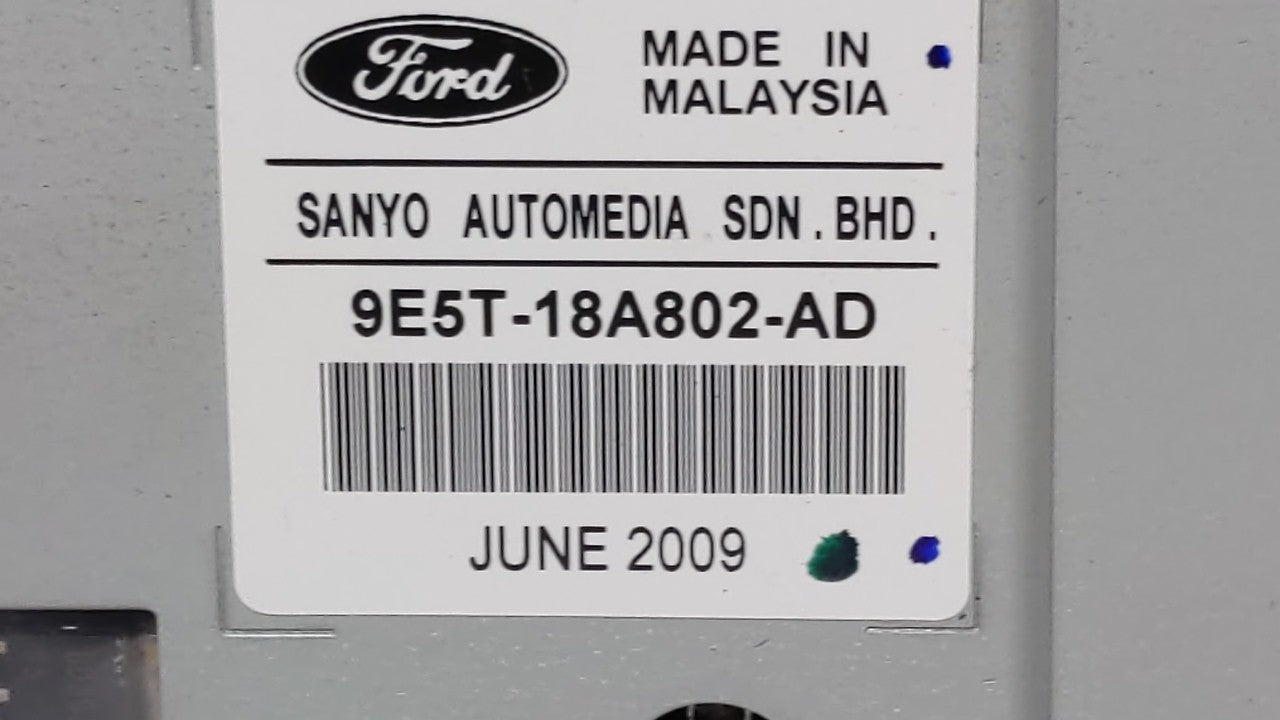 Ford
MADE IN
MALAYSIA
SANYO AUTOMEDIA SDN. BHD.
9E5T-18A802-AD
JUNE 2009